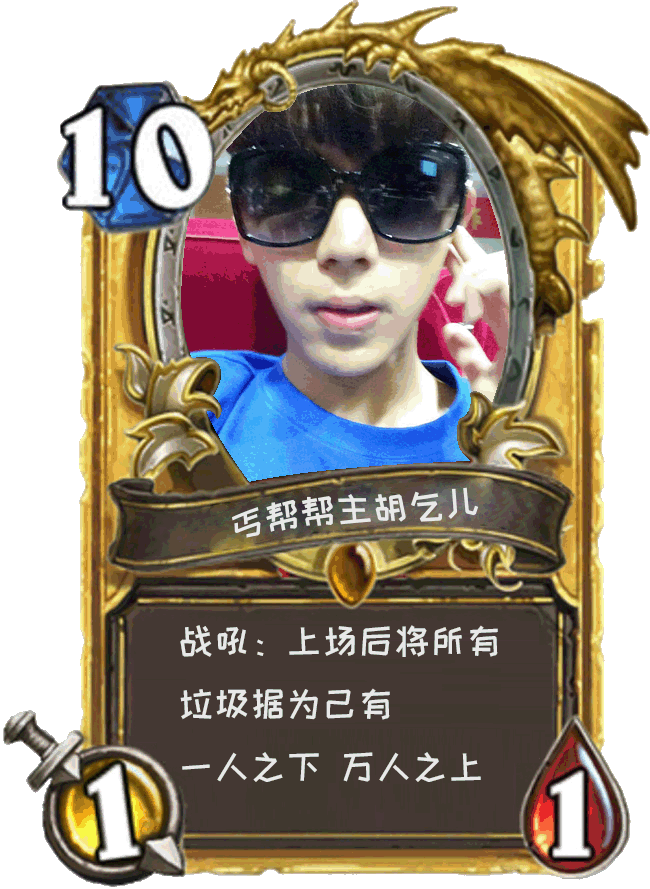 10
丐帮帮主胡乞儿
战吼：上场后将所有
垃圾据为己有
一人之下 万人之上
1
1